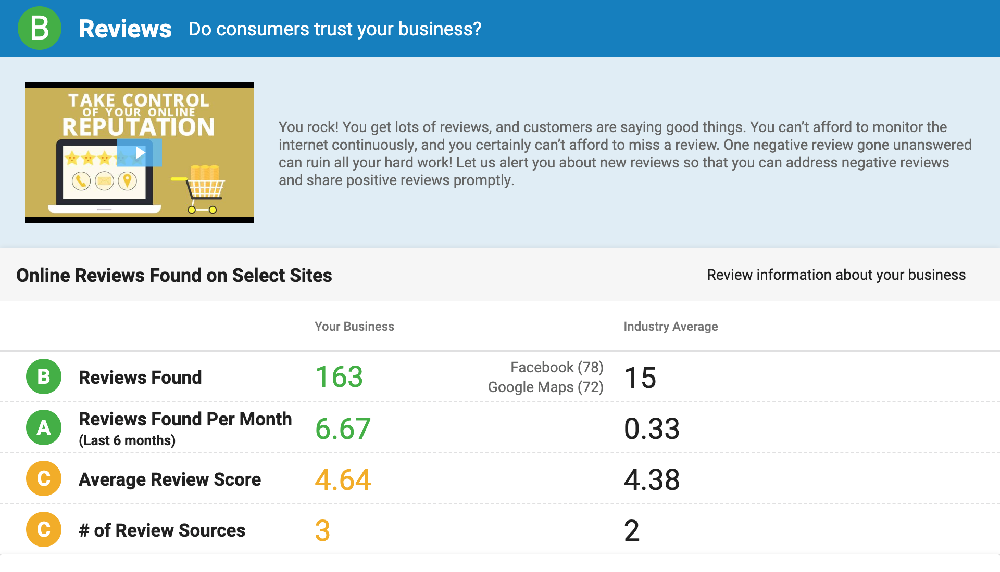 B Reviews Do consumers trust your business?
TAKE CONTROL
OF YOUR ONLINE
REPUTATION
You rock! You get lots of reviews, and customers are saying good things. You can’t afford to monitor the
internet continuously, and you certainly can’t afford to miss a review. One negative review gone unanswered
can ruin all your hard work! Let us alert you about new reviews so that you can address negative reviews
and share positive reviews promptly.
Online Reviews Found on Select Sites Review information about your business
Your Business Industry Average
B Reviews Found 163 Facebook (78) 15
Google Maps (72)
A Reviews Found Per Month 6.67 0.33
(Last 6 months)
C Average Review Score 4.64 4.38
C # of Review Sources 3 2